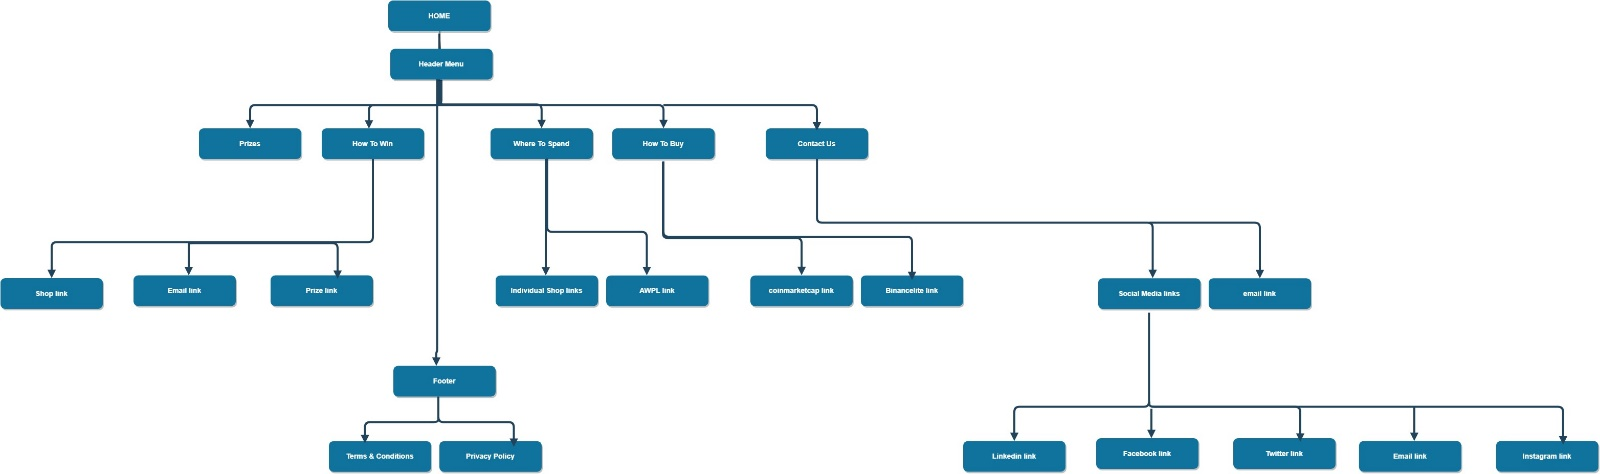 HOME
Header Menu
Prizes
How To Win
Where To Spend
How To Buy
Contact Us
Shop link
Email link
Prize link
Individual Shop links
AWPL link
coinmarketcap link
Binancelite link
Social Media links
email link
Footer
Terms & Conditions
Privacy Policy
Linkedin link
Facebook link
Twitter link
Email link
Instagram link